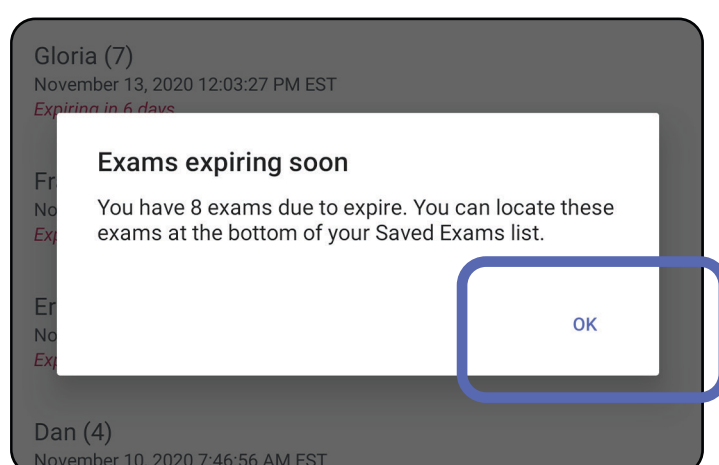 Gloria (7)
November 13, 2020 12:03:27 PM EST
Expiring in 6 days
Exams expiring soon
You have 8 exams due to expire. You can locate these
exams at the bottom of your Saved Exams list.
OK
Dan (4)
November 10, 2020 7:46:56 AM EST